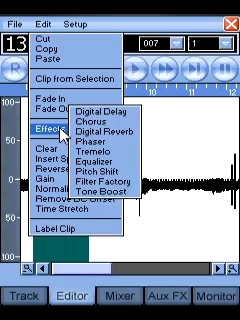 File Edit Setup
13 007 1
R
Cut
Copy
Paste
Clip from Selection
Fade In
Fade Ou
Effects
Digital Delay
Chorus
Digital Reverb
Phaser
Tremelo
Equalizer
Pitch Shift
Filter Factory
Tone Boost
Clear
Insert Sp
Reverse
Gain
Normali
Remove DC Offset
Time Stretch
Label Clip
100-
50-
0-
50-
100-
Track Editor Mixer Aux FX Monitor